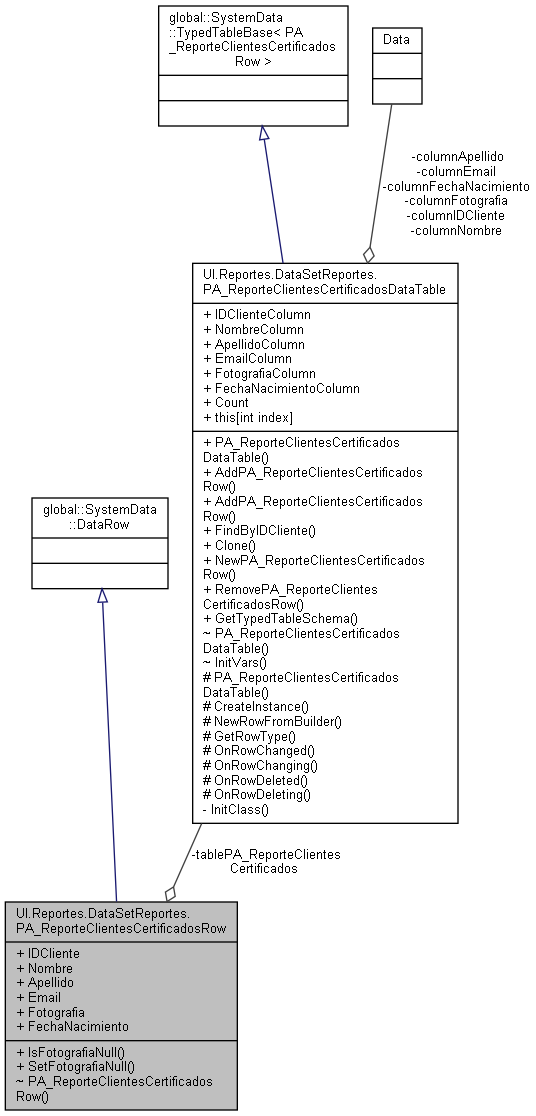 global::SystemData
::TypedTableBase< PA
_ReporteClientesCertificados
Row >
Data
-columnApellido
-columnEmail
-columnFechaNacimiento
-columnFotografia
-columnIDCliente
-columnNombre
UI.Reportes.DataSetReportes.
PA_ReporteClientesCertificadosDataTable
+ IDClienteColumn
+ NombreColumn
+ ApellidoColumn
+ EmailColumn
+ FotografiaColumn
+ FechaNacimientoColumn
+ Count
+ this[int index]
+ PA_ReporteClientesCertificados
DataTable()
+ AddPA_ReporteClientesCertificados
Row()
+ AddPA_ReporteClientesCertificados
Row()
+ FindByIDCliente()
+ Clone()
+ NewPA_ReporteClientesCertificados
Row()
+ RemovePA_ReporteClientes
CertificadosRow()
+ GetTypedTableSchema()
~ PA_ReporteClientesCertificados
DataTable()
~ InitVars()
# PA_ReporteClientesCertificados
DataTable()
# CreateInstance()
# NewRowFromBuilder()
# GetRowType()
# OnRowChanged()
# OnRowChanging()
# OnRowDeleted()
# OnRowDeleting()
- InitClass()
global::SystemData
::DataRow
-tablePA_ReporteClientes
Certificados
UI.Reportes.DataSetReportes.
PA_ReporteClientesCertificadosRow
+ IDCliente
+ Nombre
+ Apellido
+ Email
+ Fotografia
+ FechaNacimiento
+ IsFotografiaNull()
+ SetFotografiaNull()
~ PA_ReporteClientesCertificados
Row()